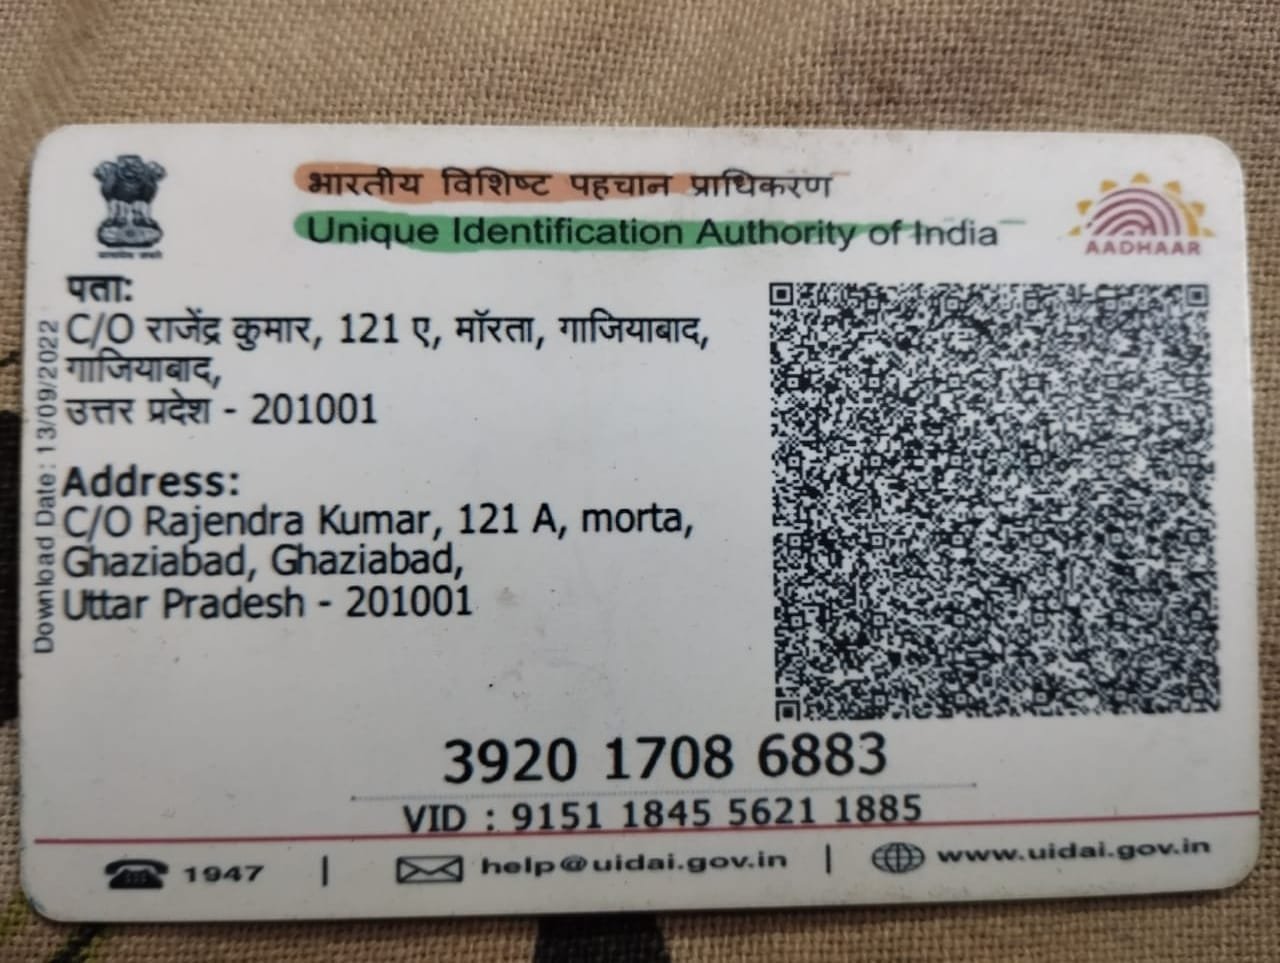 भारतीय विशिष्ट पहचान प्राधिकरण
Unique Identification Authority of India
AADHAAR
पता:
C/O राजेंद्र कुमार, 121 ए, मॉरता, गाजियाबाद,
गाजियाबाद,
उत्तर प्रदेश - 201001
Address:
C/O Rajendra Kumar, 121 A, morta,
Ghaziabad, Ghaziabad,
Uttar Pradesh - 201001
Download Date: 13/09/2022
3920 1708 6883
VID : 9151 1845 5621 1885
1947 | help@uidai.gov.in | www.uidai.gov.in